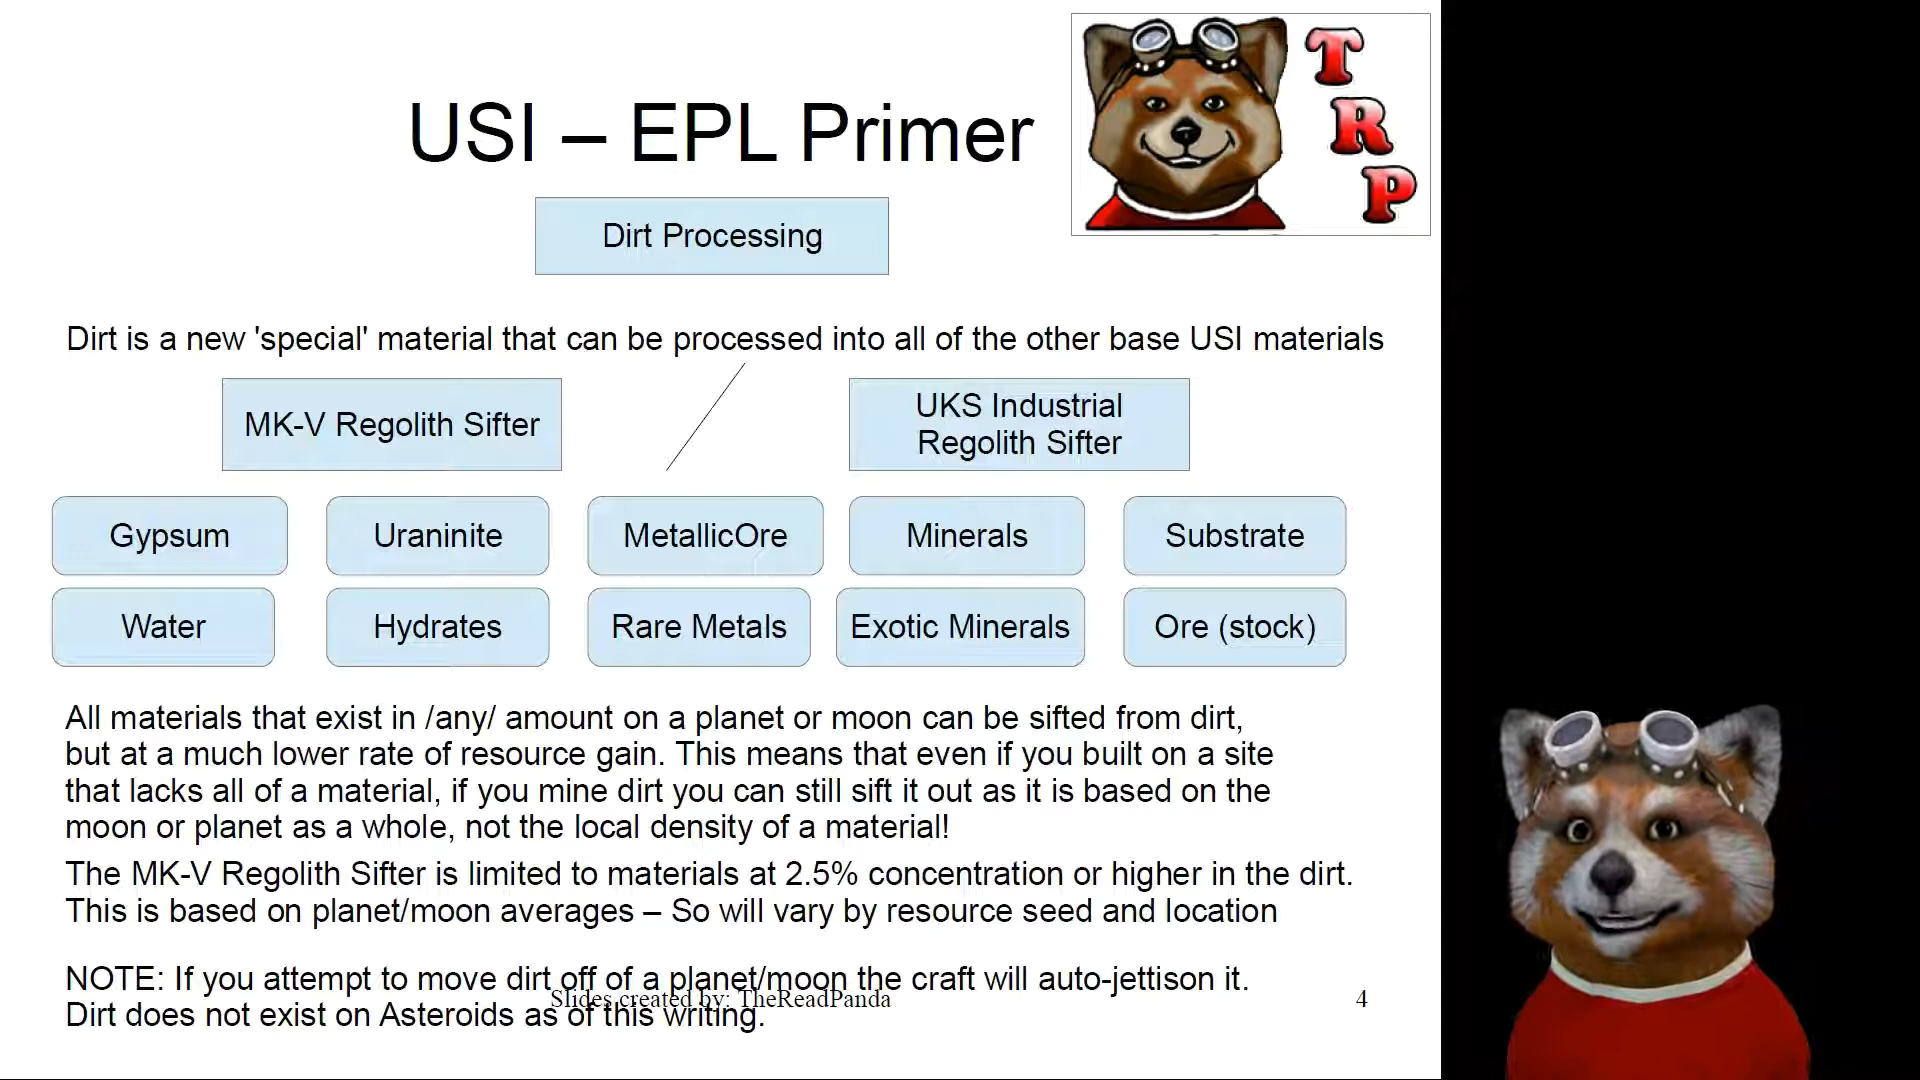 USI – EPL Primer
T
R
P
Dirt Processing
Dirt is a new 'special' material that can be processed into all of the other base USI materials
MK-V Regolith Sifter
UKS Industrial
Regolith Sifter
Gypsum
Uraninite
MetallicOre
Minerals
Substrate
Water
Hydrates
Rare Metals
Exotic Minerals
Ore (stock)
All materials that exist in /any/ amount on a planet or moon can be sifted from dirt,
but at a much lower rate of resource gain. This means that even if you built on a site
that lacks all of a material, if you mine dirt you can still sift it out as it is based on the
moon or planet as a whole, not the local density of a material!
The MK-V Regolith Sifter is limited to materials at 2.5% concentration or higher in the dirt.
This is based on planet/moon averages – So will vary by resource seed and location
NOTE: If you attempt to move dirt off of a planet/moon the craft will auto-jettison it.
Slides created by: TheReadPanda
4
Dirt does not exist on Asteroids as of this writing.